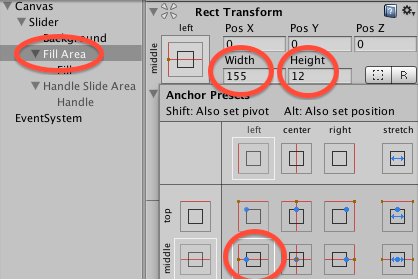 Canvas
Slider
Background
Fill Area
Fill
Handle Slide Area
Handle
EventSystem
Rect Transform
left
Pos X Pos Y Pos Z
0 0 0
middle
Width Height
155 12
R
Anchor Presets
Shift: Also set pivot Alt: Also set position
left center right stretch
top
middle